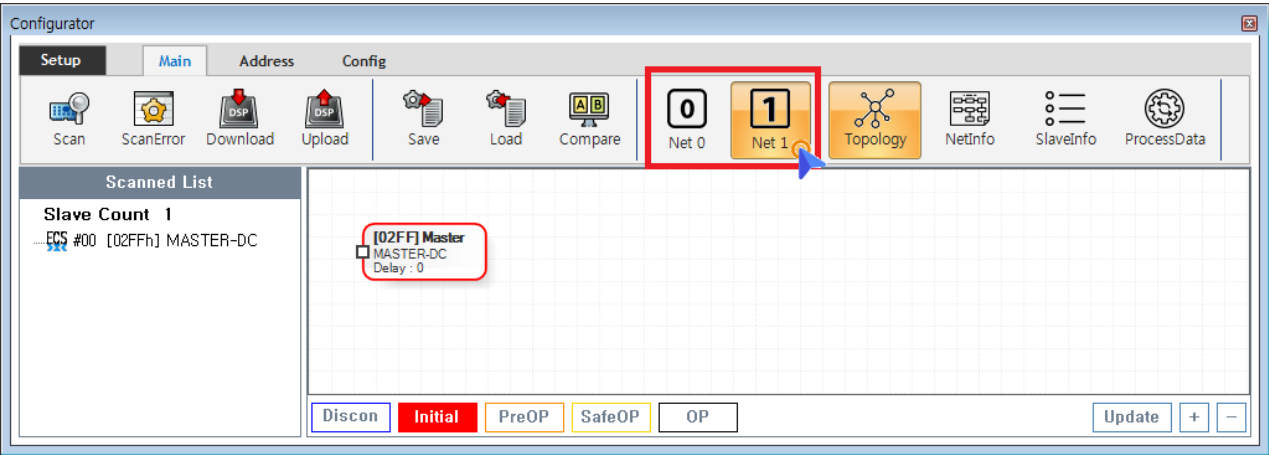 Configurator
Setup Main Address Config
Scan ScanError Download Upload Save Load Compare Net 0 Net 1 Topology NetInfo SlaveInfo ProcessData
DSP DSP A B 0 1
Scanned List
Slave Count 1
ECS #00 [02FFh] MASTER-DC
[02FF] Master
MASTER-DC
Delay : 0
Discon Initial PreOP SafeOP OP Update + −